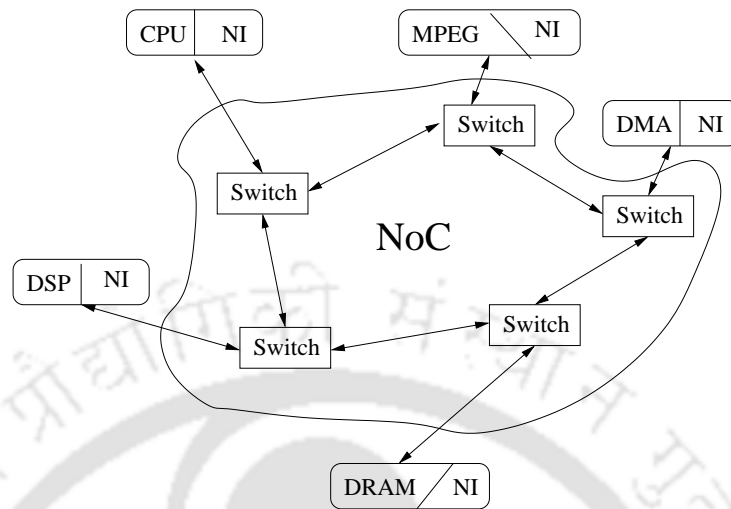 CPU NI
MPEG NI
Switch
DMA NI
Switch
Switch
NoC
DSP NI
Switch
Switch
DRAM NI